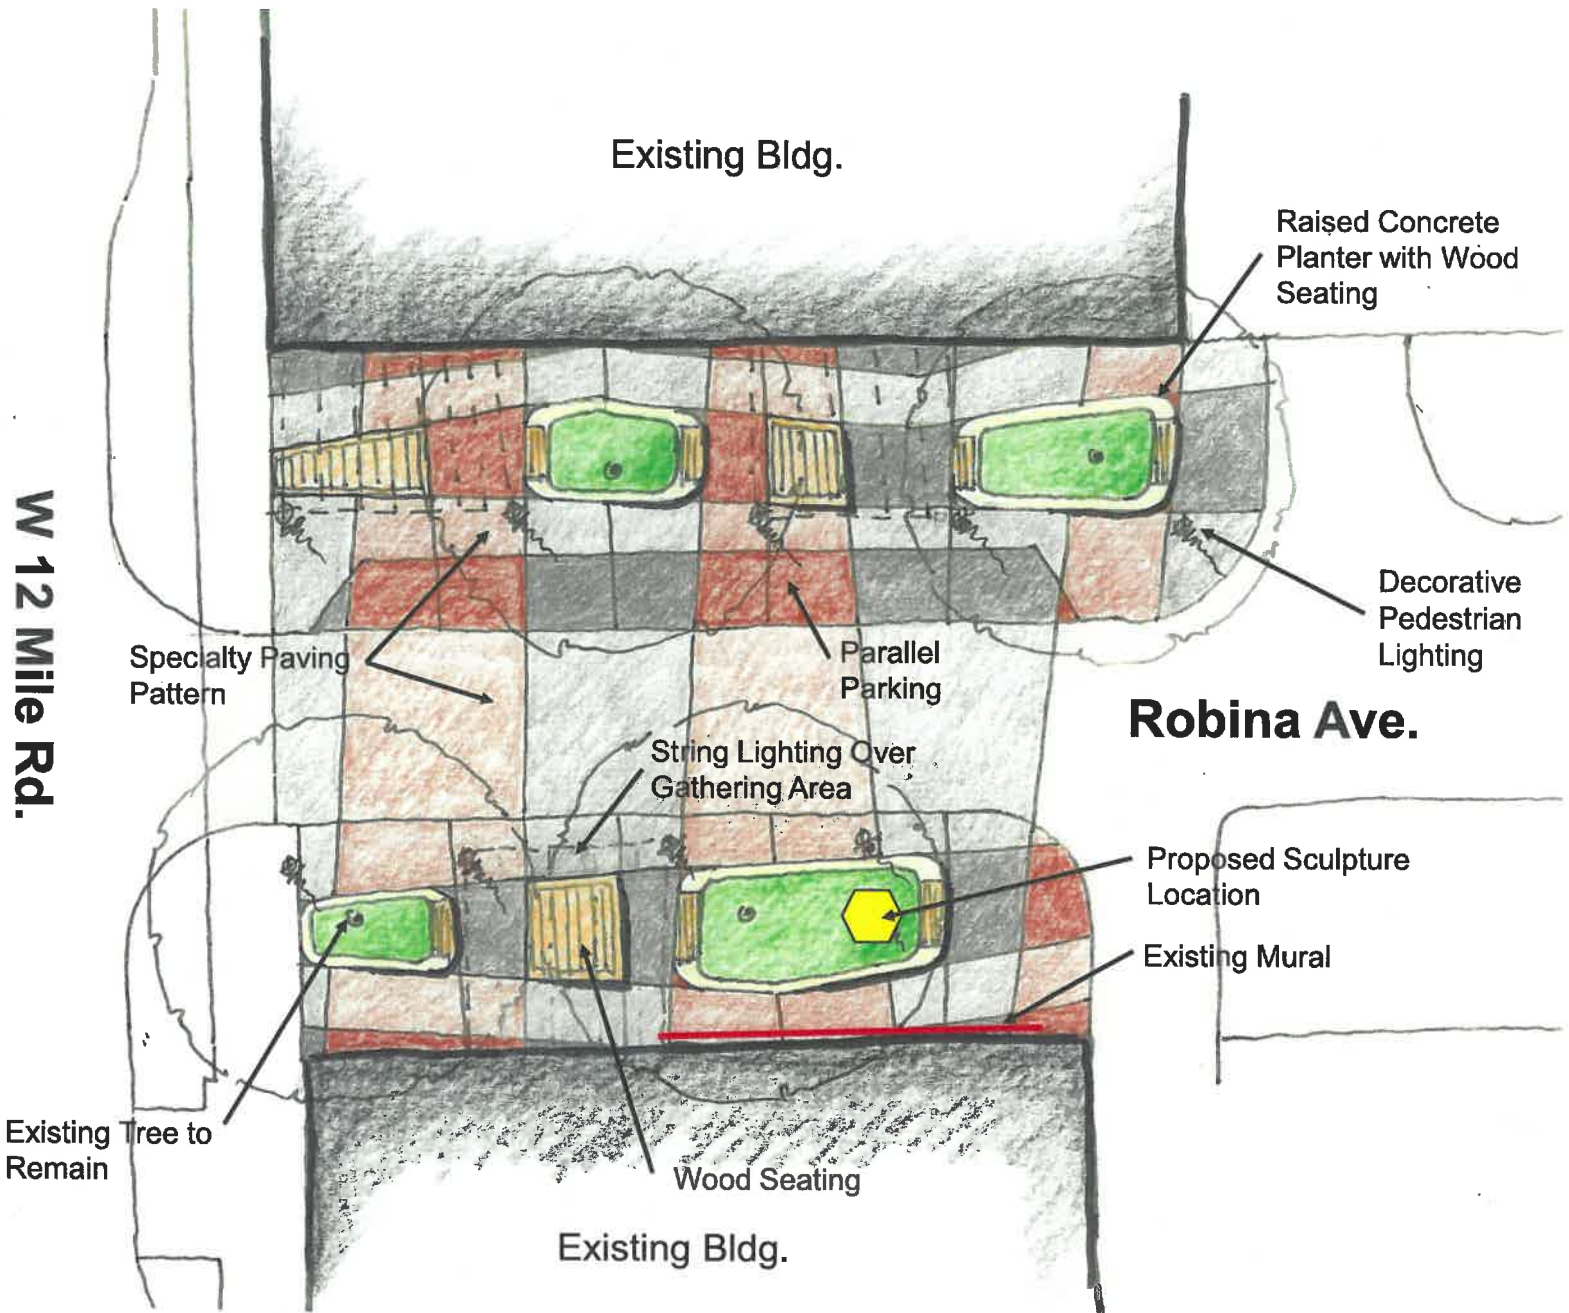 Existing Bldg.
Raised Concrete
Planter with Wood
Seating
W 12 Mile Rd.
Decorative
Pedestrian
Lighting
Specialty Paving
Pattern
Parallel
Parking
Robina Ave.
String Lighting Over
Gathering Area
Proposed Sculpture
Location
Existing Mural
Existing Tree to
Remain
Wood Seating
Existing Bldg.